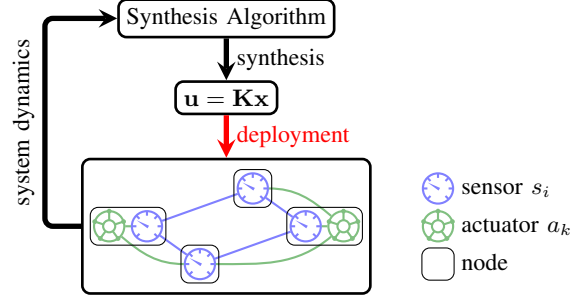 Synthesis Algorithm
system dynamics
synthesis
u = Kx
deployment
sensor s_i
actuator a_k
node